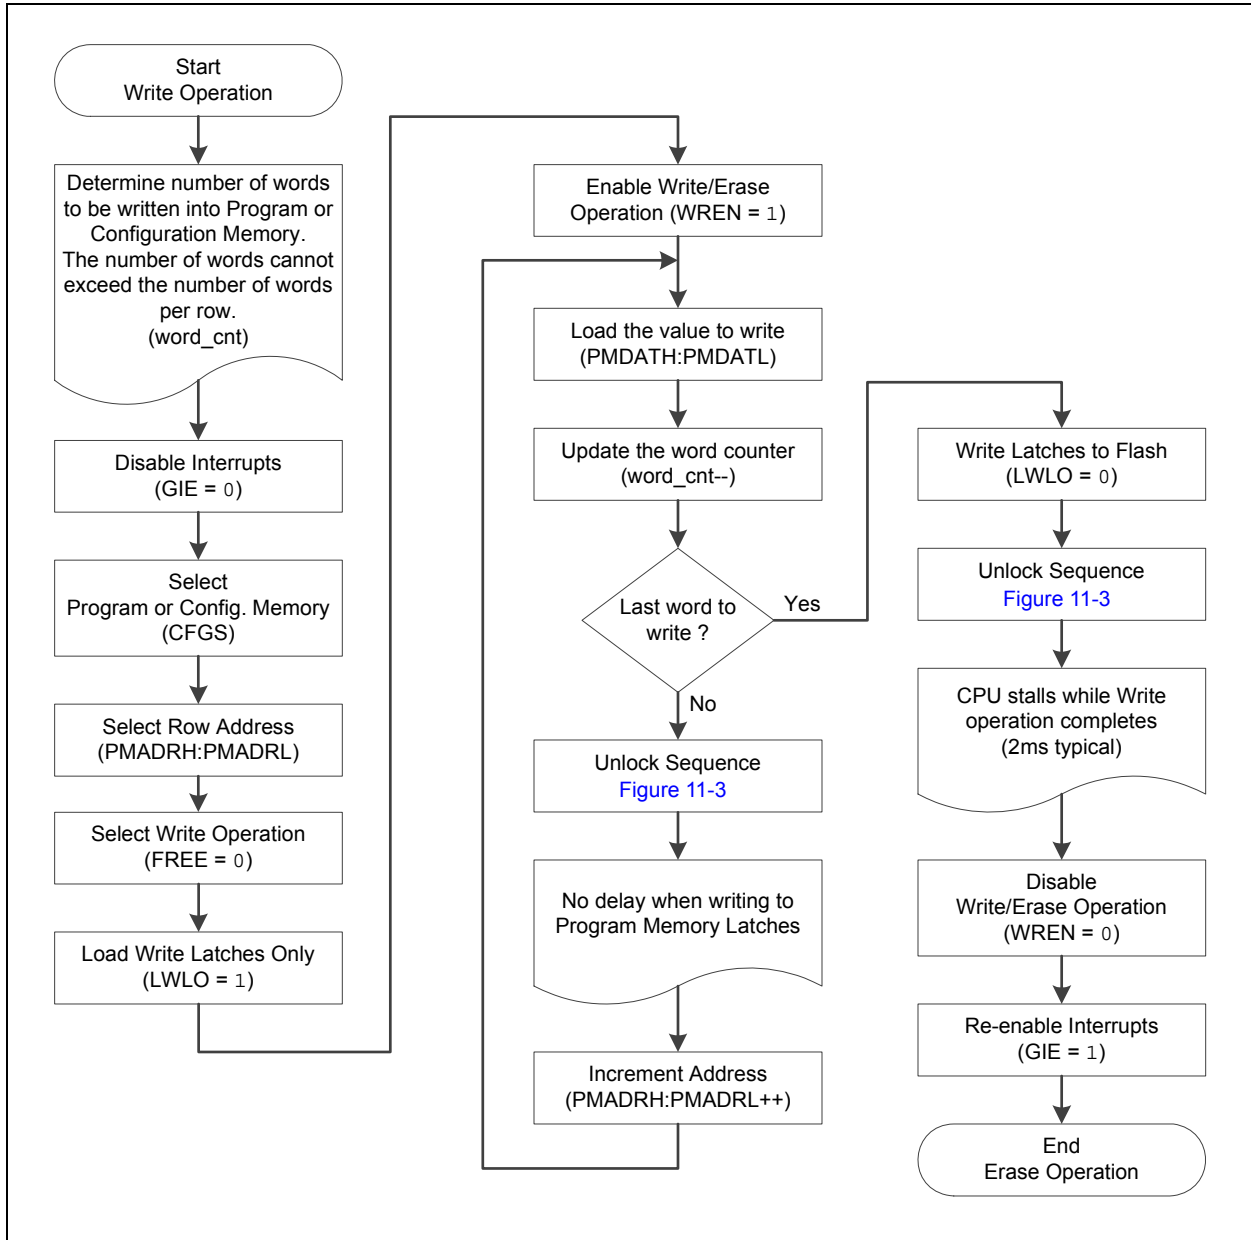 Start
Write Operation
Determine number of words
to be written into Program or
Configuration Memory.
The number of words cannot
exceed the number of words
per row.
(word_cnt)
Disable Interrupts
(GIE = 0)
Select
Program or Config. Memory
(CFGS)
Select Row Address
(PMADRH:PMADRL)
Select Write Operation
(FREE = 0)
Load Write Latches Only
(LWLO = 1)
Enable Write/Erase
Operation (WREN = 1)
Load the value to write
(PMDATH:PMDATL)
Update the word counter
(word_cnt--)
Last word to
write ?
Yes
No
Unlock Sequence
Figure 11-3
No delay when writing to
Program Memory Latches
Increment Address
(PMADRH:PMADRL++)
Write Latches to Flash
(LWLO = 0)
Unlock Sequence
Figure 11-3
CPU stalls while Write
operation completes
(2ms typical)
Disable
Write/Erase Operation
(WREN = 0)
Re-enable Interrupts
(GIE = 1)
End
Erase Operation